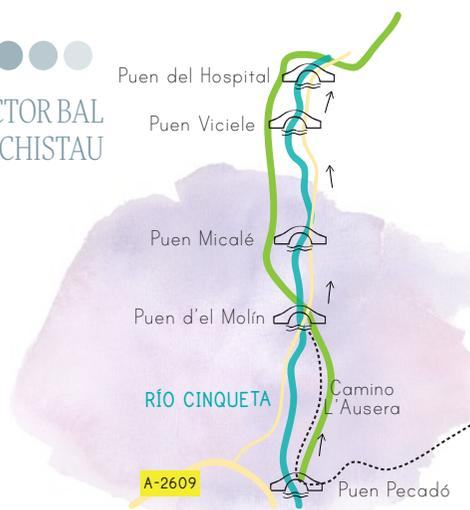 Puen del Hospital
CTOR BAL
CHISTAU
Puen Viciele
Puen Micalé
Puen d'el Molín
RÍO CINQUETA
Camino
L'Ausera
A-2609
Puen Pecadó